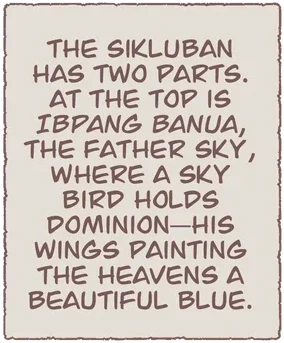 THE SIKLUBAN
HAS TWO PARTS.
AT THE TOP IS
IBPANG BANUA,
THE FATHER SKY,
WHERE A SKY
BIRD HOLDS
DOMINION—HIS
WINGS PAINTING
THE HEAVENS A
BEAUTIFUL BLUE.